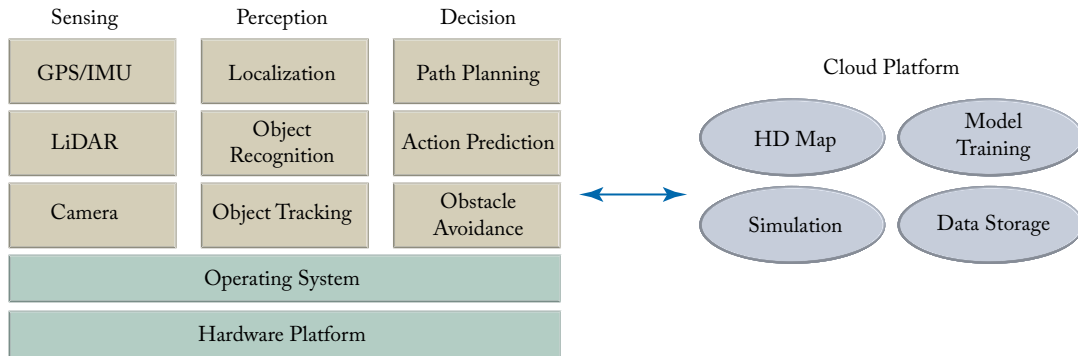 Sensing
Perception
Decision
GPS/IMU
Localization
Path Planning
LiDAR
Object
Recognition
Action Prediction
Camera
Object Tracking
Obstacle
Avoidance
Operating System
Hardware Platform
Cloud Platform
HD Map
Model
Training
Simulation
Data Storage